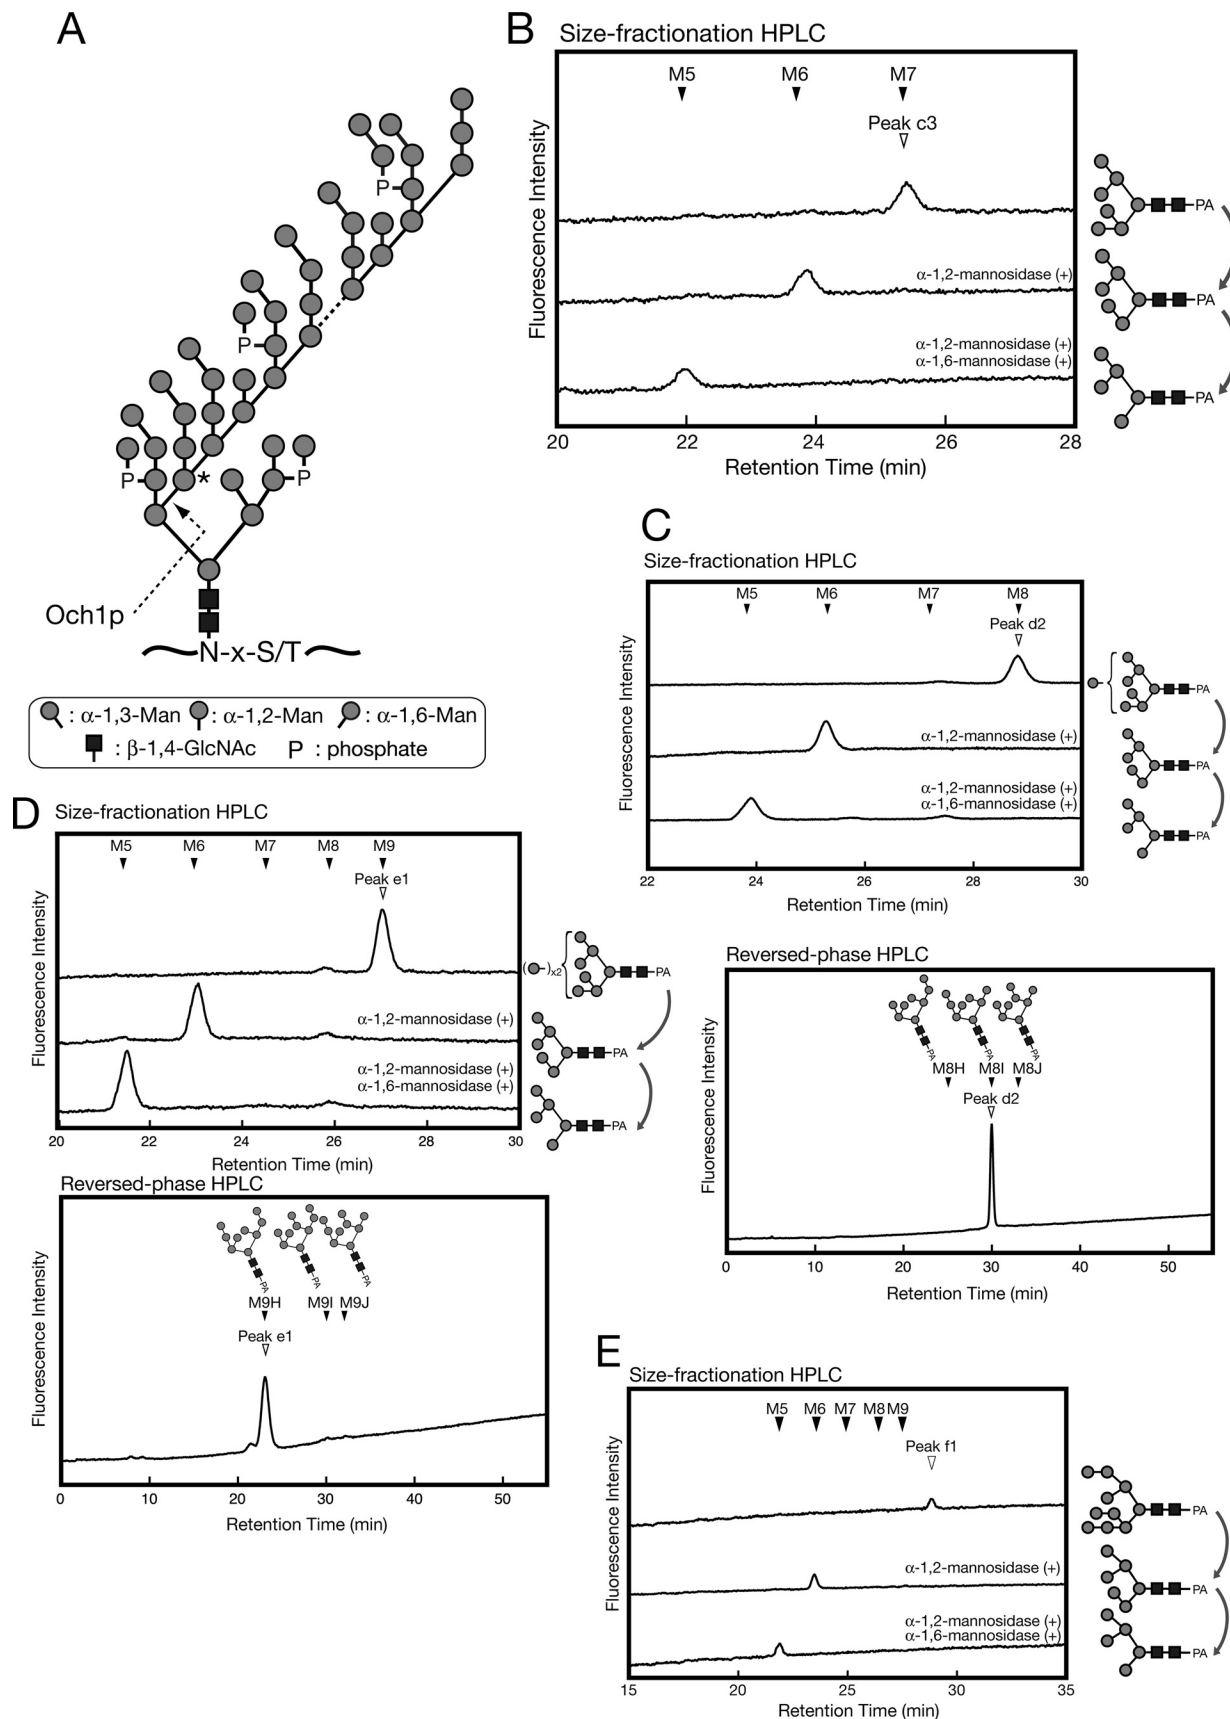 A
P
P
P
P
*
Och1p
N-x-S/T
: α-1,3-Man : α-1,2-Man : α-1,6-Man
: β-1,4-GlcNAc P : phosphate
B
Size-fractionation HPLC
M5 M6 M7
Peak c3
α-1,2-mannosidase (+)
α-1,2-mannosidase (+)
α-1,6-mannosidase (+)
Fluorescence Intensity
20 22 24 26 28
Retention Time (min)
PA
PA
PA
C
Size-fractionation HPLC
M5 M6 M7 M8
Peak d2
α-1,2-mannosidase (+)
α-1,2-mannosidase (+)
α-1,6-mannosidase (+)
Fluorescence Intensity
22 24 26 28 30
Retention Time (min)
PA
PA
PA
Reversed-phase HPLC
PA PA PA
M8H M8I M8J
Peak d2
Fluorescence Intensity
0 10 20 30 40 50
Retention Time (min)
D
Size-fractionation HPLC
M5 M6 M7 M8 M9
Peak e1
α-1,2-mannosidase (+)
α-1,2-mannosidase (+)
α-1,6-mannosidase (+)
Fluorescence Intensity
20 22 24 26 28 30
Retention Time (min)
( )x2 PA
PA
PA
Reversed-phase HPLC
PA PA PA
M9H M9I M9J
Peak e1
Fluorescence Intensity
0 10 20 30 40 50
Retention Time (min)
E
Size-fractionation HPLC
M5 M6 M7 M8 M9
Peak f1
α-1,2-mannosidase (+)
α-1,2-mannosidase (+)
α-1,6-mannosidase (+)
Fluorescence Intensity
15 20 25 30 35
Retention Time (min)
PA
PA
PA